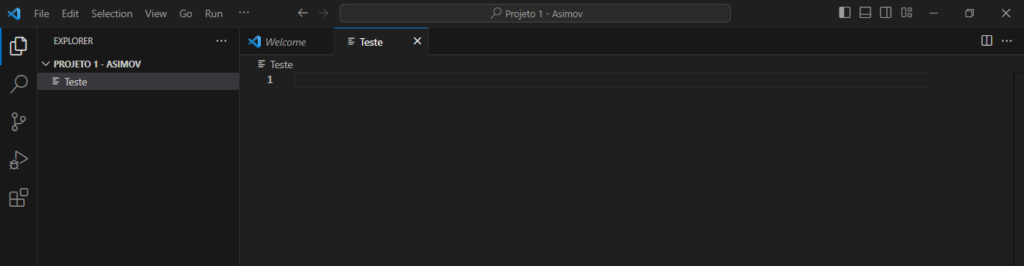 File Edit Selection View Go Run ··· Projeto 1 - Asimov
EXPLORER ···
PROJETO 1 - ASIMOV
Teste
Welcome Teste
Teste
1